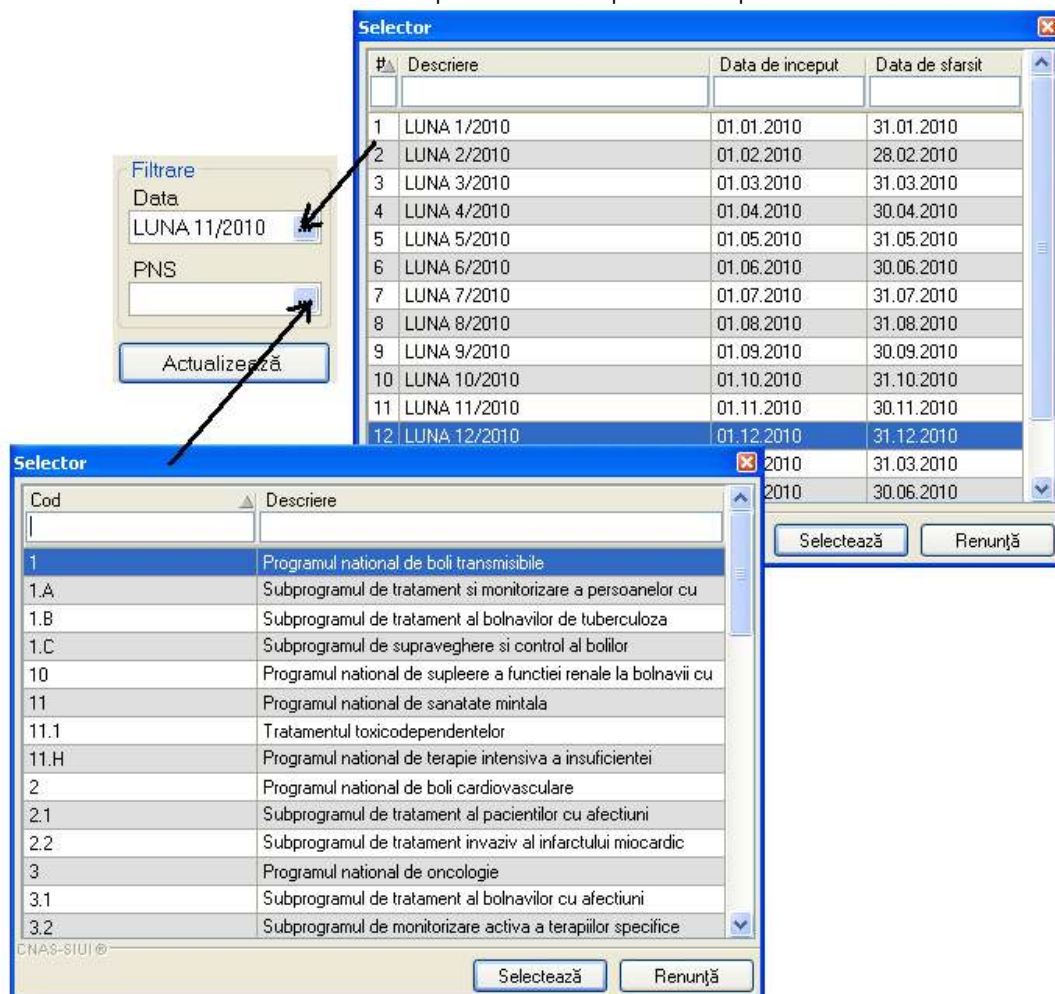 Selector
# Descriere Data de inceput Data de sfarsit
1 LUNA 1/2010 01.01.2010 31.01.2010
2 LUNA 2/2010 01.02.2010 28.02.2010
3 LUNA 3/2010 01.03.2010 31.03.2010
4 LUNA 4/2010 01.04.2010 30.04.2010
5 LUNA 5/2010 01.05.2010 31.05.2010
6 LUNA 6/2010 01.06.2010 30.06.2010
7 LUNA 7/2010 01.07.2010 31.07.2010
8 LUNA 8/2010 01.08.2010 31.08.2010
9 LUNA 9/2010 01.09.2010 30.09.2010
10 LUNA 10/2010 01.10.2010 31.10.2010
11 LUNA 11/2010 01.11.2010 30.11.2010
12 LUNA 12/2010 01.12.2010 31.12.2010
2010 31.03.2010
2010 30.06.2010
Selectează Renunţă
Filtrare
Data
LUNA 11/2010 ...
PNS
...
Actualizează
Selector
Cod Descriere
1 Programul national de boli transmisibile
1.A Subprogramul de tratament si monitorizare a persoanelor cu
1.B Subprogramul de tratament al bolnavilor de tuberculoza
1.C Subprogramul de supraveghere si control al bolilor
10 Programul national de supleere a functiei renale la bolnavii cu
11 Programul national de sanatate mintala
11.1 Tratamentul toxicodependentelor
11.H Programul national de terapie intensiva a insuficientei
2 Programul national de boli cardiovasculare
2.1 Subprogramul de tratament al pacientilor cu afectiuni
2.2 Subprogramul de tratament invaziv al infarctului miocardic
3 Programul national de oncologie
3.1 Subprogramul de tratament al bolnavilor cu afectiuni
3.2 Subprogramul de monitorizare activa a terapiilor specifice
CNAS-SIUI ®
Selectează Renunţă